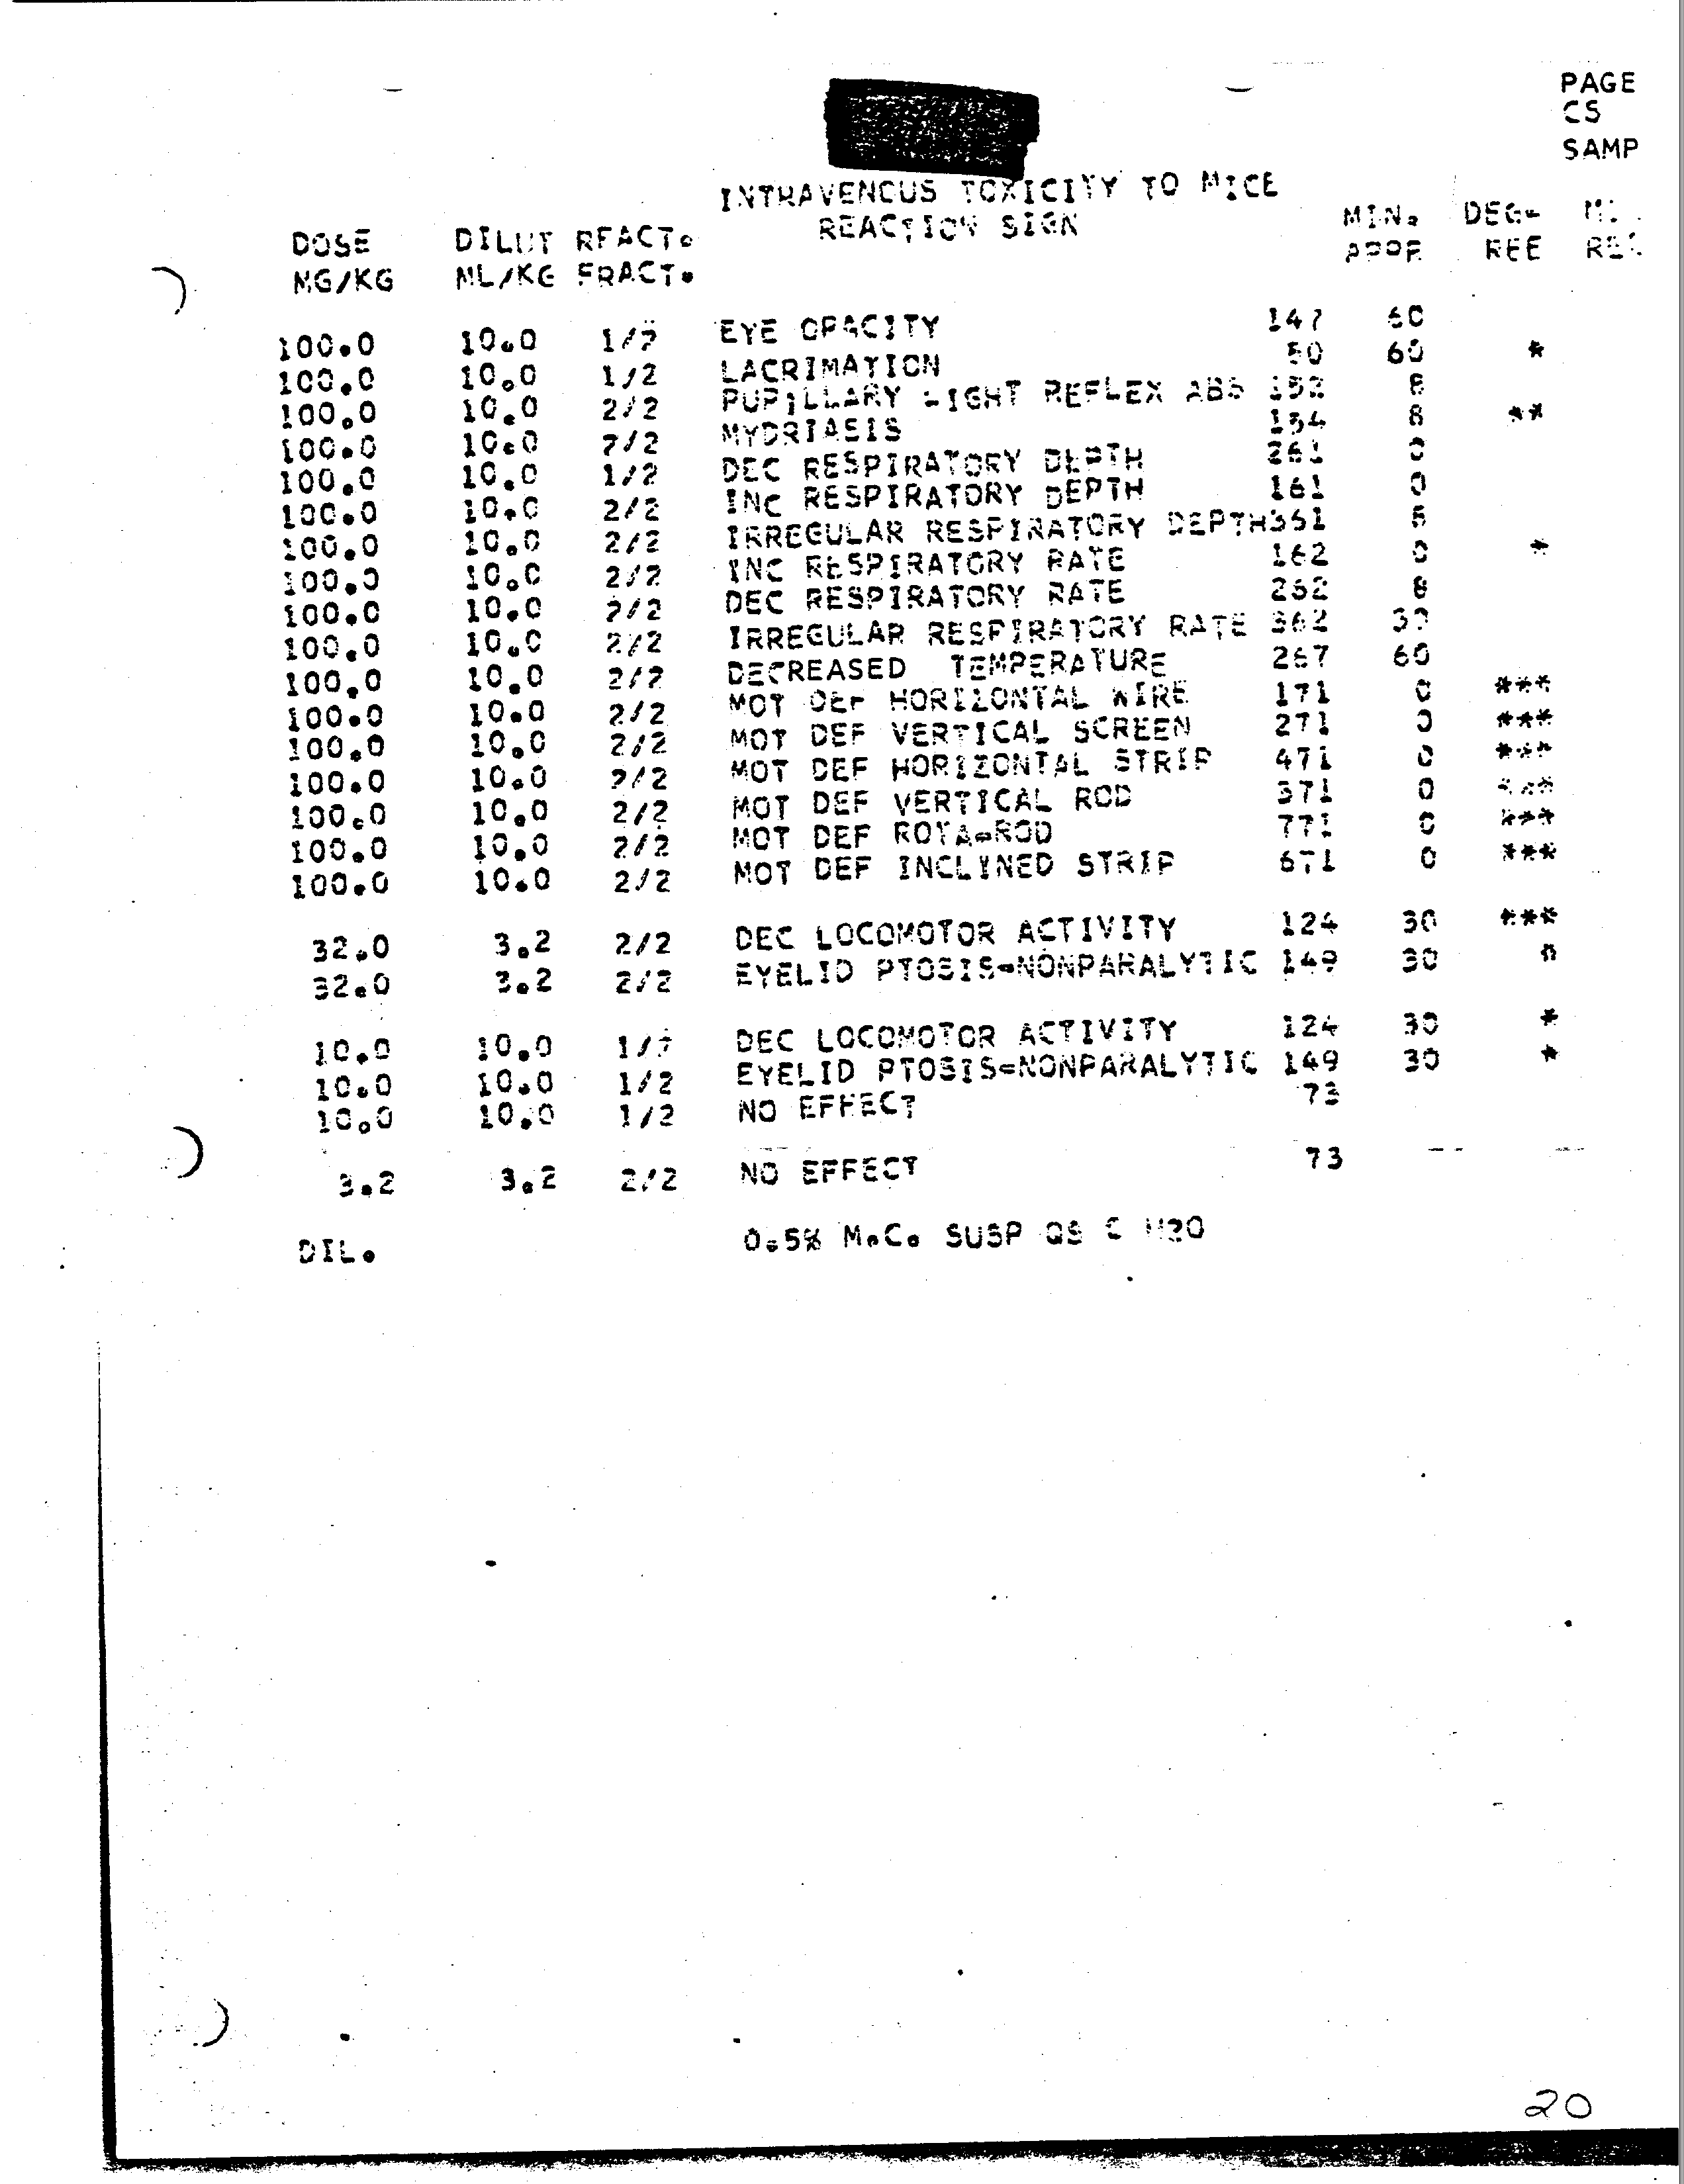 PAGE
CS
SAMP
INTRAVENCUS TOXICITY TO MICE
DOSE DILUT REACT. REACTION SIGN MIN. DEG-
MG/KG ML/KG FRACT. APPR REE REC
100.0 10.0 1/2 EYE OPACITY 147 60
100.0 10.0 1/2 LACRIMATION 50 60 *
100.0 10.0 2/2 PUPILLARY LIGHT REFLEX ABS 152 8
100.0 10.0 2/2 MYDRIASIS 154 8 **
100.0 10.0 1/2 DEC RESPIRATORY DEPTH 261 0
100.0 10.0 2/2 INC RESPIRATORY DEPTH 161 0
100.0 10.0 2/2 IRREGULAR RESPIRATORY DEPTH 361
100.0 10.0 2/2 INC RESPIRATORY RATE 162 0 *
100.0 10.0 2/2 DEC RESPIRATORY RATE 262 8
100.0 10.0 2/2 IRREGULAR RESPIRATORY RATE 362 30
100.0 10.0 2/2 DECREASED TEMPERATURE 267 60
100.0 10.0 2/2 MOT DEF HORIZONTAL WIRE 171 0 ***
100.0 10.0 2/2 MOT DEF VERTICAL SCREEN 271 0 ***
100.0 10.0 2/2 MOT DEF HORIZONTAL STRIP 471 0 ***
100.0 10.0 2/2 MOT DEF VERTICAL ROD 371 0 ***
100.0 10.0 2/2 MOT DEF ROTA-ROD 771 0 ***
100.0 10.0 2/2 MOT DEF INCLINED STRIP 671 0 ***
32.0 3.2 2/2 DEC LOCOMOTOR ACTIVITY 124 30 ***
32.0 3.2 2/2 EYELID PTOSIS-NONPARALYTIC 149 30 *
10.0 10.0 1/2 DEC LOCOMOTOR ACTIVITY 124 30 *
10.0 10.0 1/2 EYELID PTOSIS-NONPARALYTIC 149 30 *
10.0 10.0 1/2 NO EFFECT 73
3.2 3.2 2/2 NO EFFECT 73
DIL. 0.5% M.C. SUSP QS C H2O
20